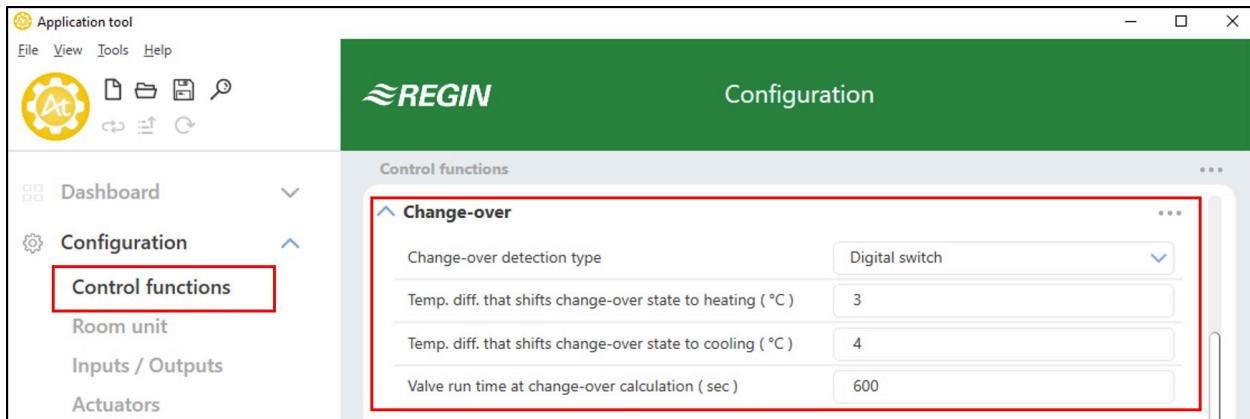 Application tool
File View Tools Help
At
REGIN
Configuration
Dashboard
Configuration
Control functions
Room unit
Inputs / Outputs
Actuators
Control functions
Change-over
Change-over detection type Digital switch
Temp. diff. that shifts change-over state to heating ( °C ) 3
Temp. diff. that shifts change-over state to cooling ( °C ) 4
Valve run time at change-over calculation ( sec ) 600